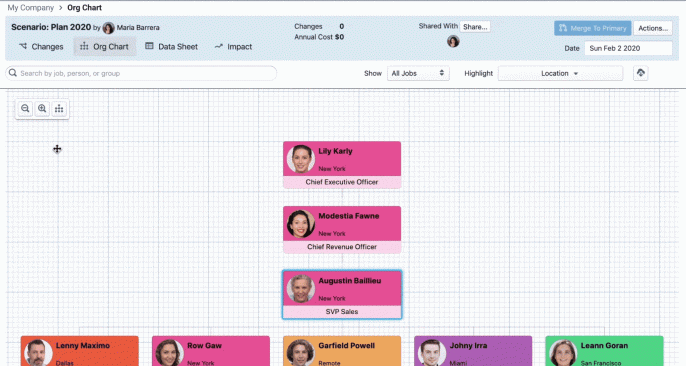 My Company > Org Chart
Scenario: Plan 2020 by Maria Barrera
Changes 0
Annual Cost $0
Shared With Share...
Merge To Primary Actions...
Date Sun Feb 2 2020
Changes Org Chart Data Sheet Impact
Search by job, person, or group
Show All Jobs Highlight Location
Lily Karly
New York
Chief Executive Officer
Modestia Fawne
New York
Chief Revenue Officer
Augustin Baillieu
New York
SVP Sales
Lenny Maximo
Dallas
Row Gaw
New York
Garfield Powell
Remote
Johny Irra
Miami
Leann Goran
San Francisco